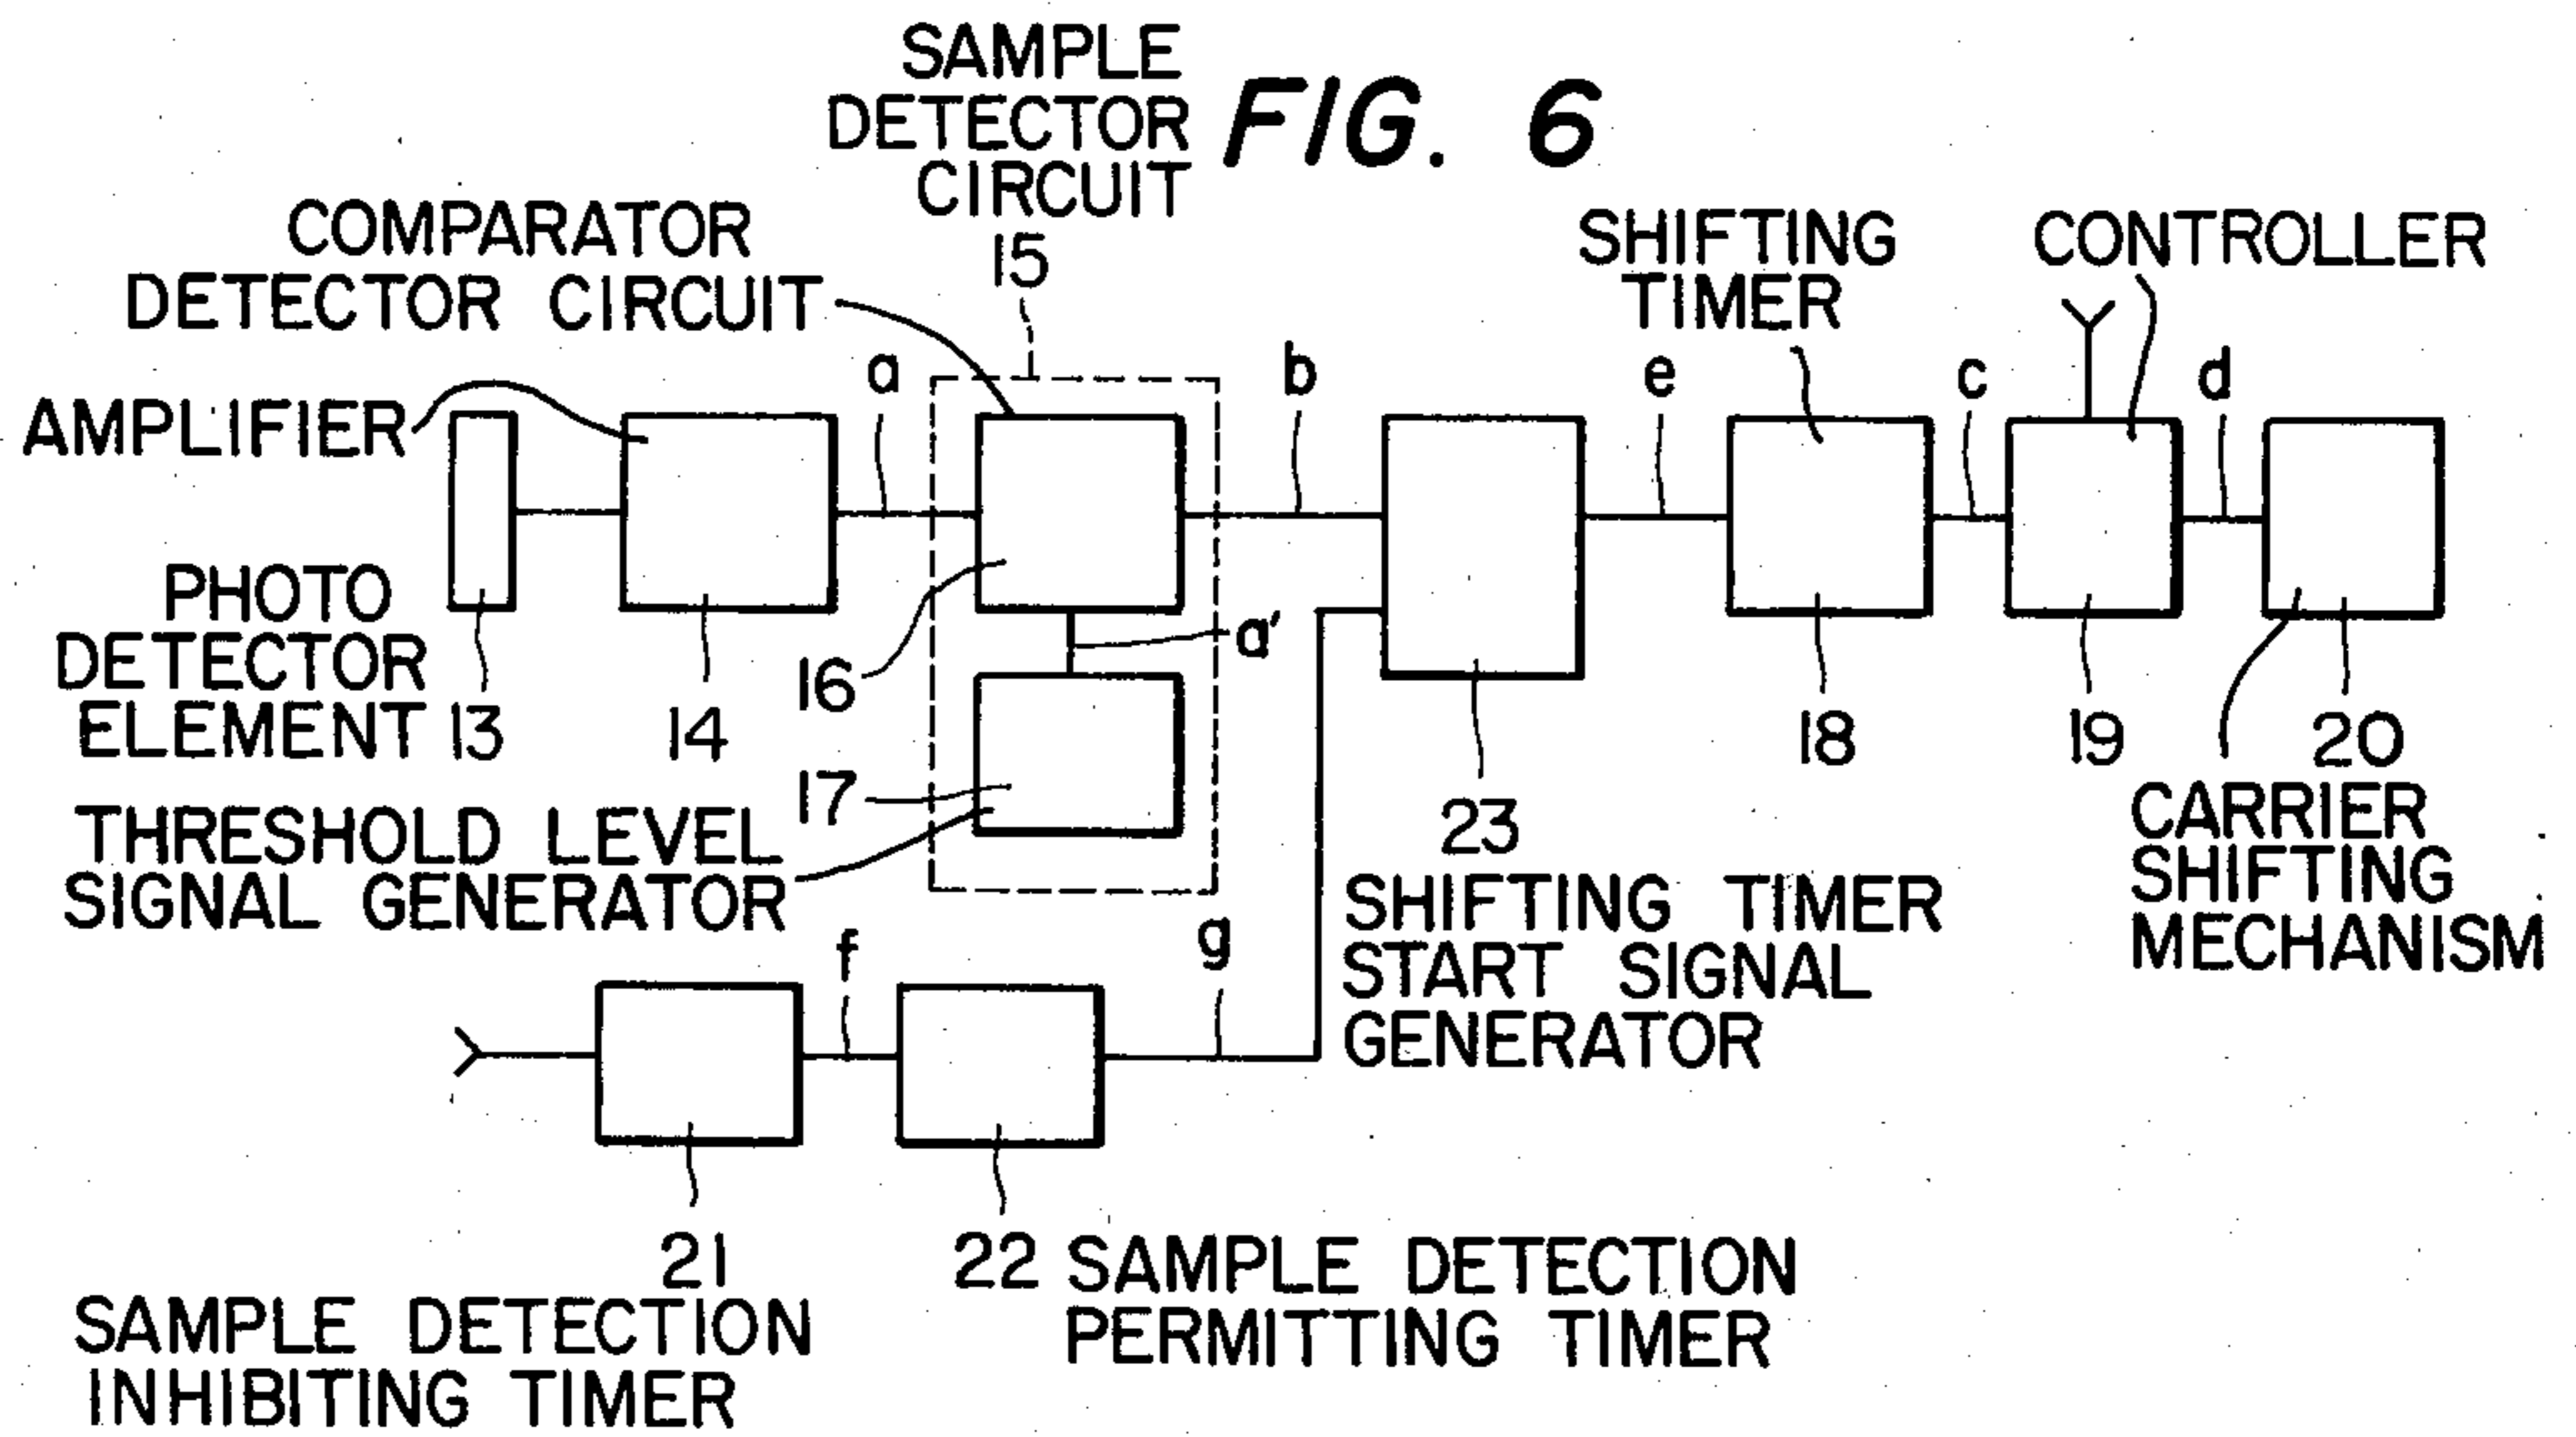 SAMPLE
DETECTOR
CIRCUIT
15
FIG. 6
COMPARATOR
DETECTOR CIRCUIT
SHIFTING
TIMER
CONTROLLER
AMPLIFIER
a
b
e
c
d
PHOTO
DETECTOR
ELEMENT 13
14
16
a'
17
18
19
20
23
THRESHOLD LEVEL
SIGNAL GENERATOR
SHIFTING TIMER
START SIGNAL
GENERATOR
CARRIER
SHIFTING
MECHANISM
f
g
21
SAMPLE DETECTION
INHIBITING TIMER
22 SAMPLE DETECTION
PERMITTING TIMER